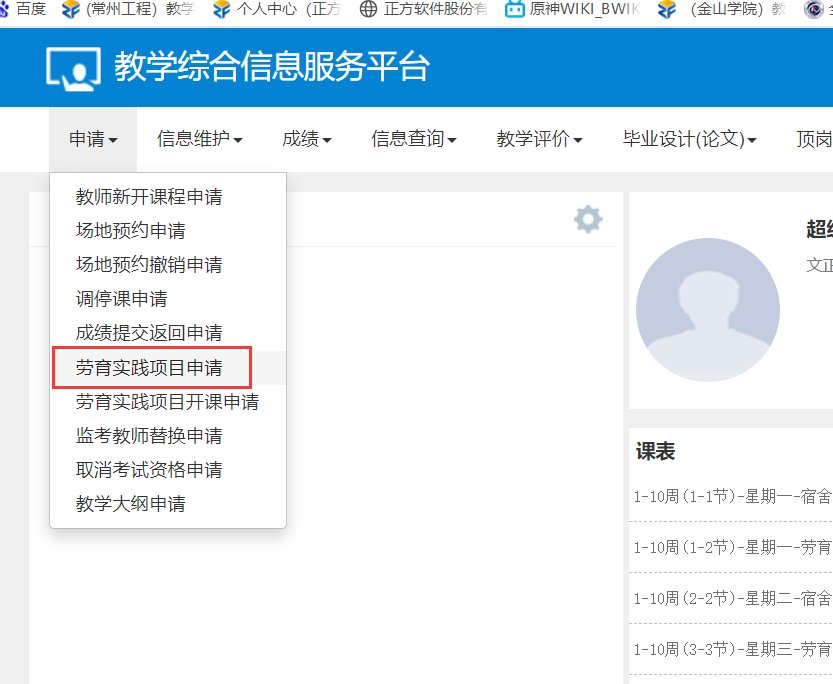 百度 (常州工程) 教学 个人中心 (正方 正方软件股份有 原神WIKI_BWIK (金山学院) 教
教学综合信息服务平台
申请 信息维护 成绩 信息查询 教学评价 毕业设计(论文) 顶岗
教师新开课程申请
场地预约申请
场地预约撤销申请
调停课申请
成绩提交返回申请
劳育实践项目申请
劳育实践项目开课申请
监考教师替换申请
取消考试资格申请
教学大纲申请
超级
文正
课表
1-10周(1-1节)-星期一-宿舍
1-10周(1-2节)-星期一-劳育
1-10周(2-2节)-星期二-宿舍
1-10周(3-3节)-星期三-劳育